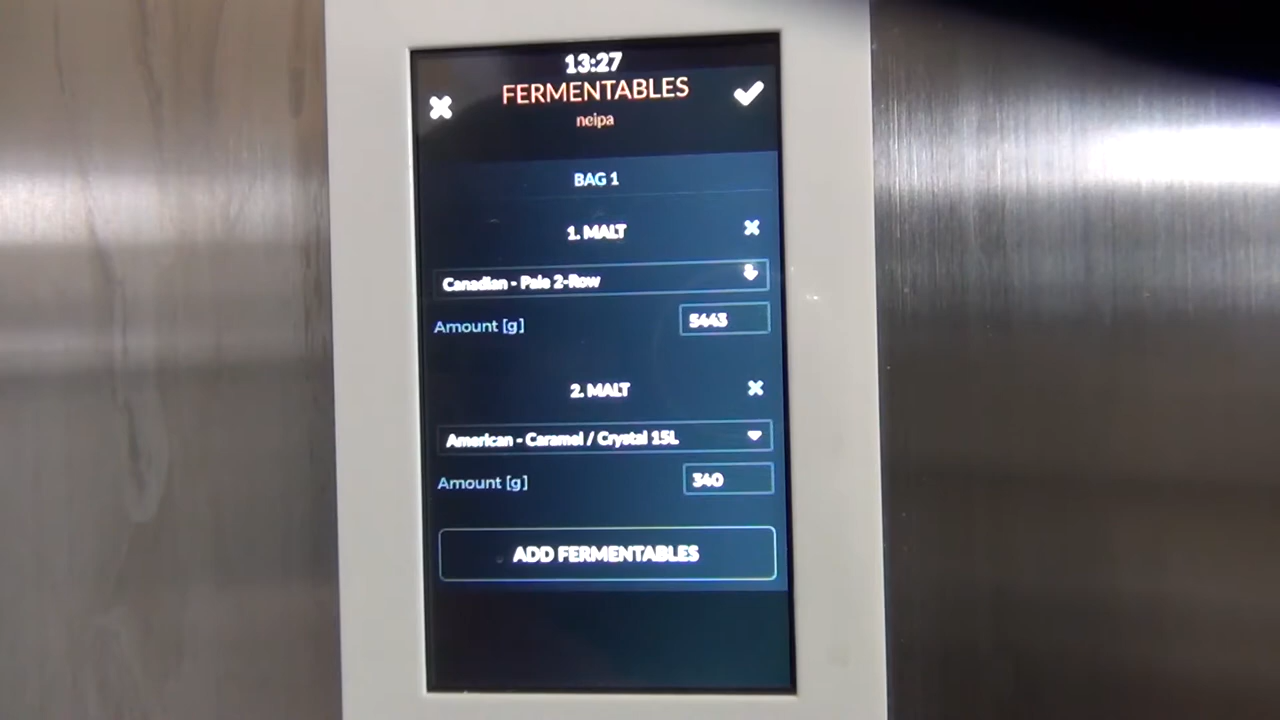 13:27
FERMENTABLES
neipa
BAG 1
1. MALT
Canadian - Pale 2-Row
Amount [g]
5443
2. MALT
American - Caramel / Crystal 15L
Amount [g]
340
ADD FERMENTABLES